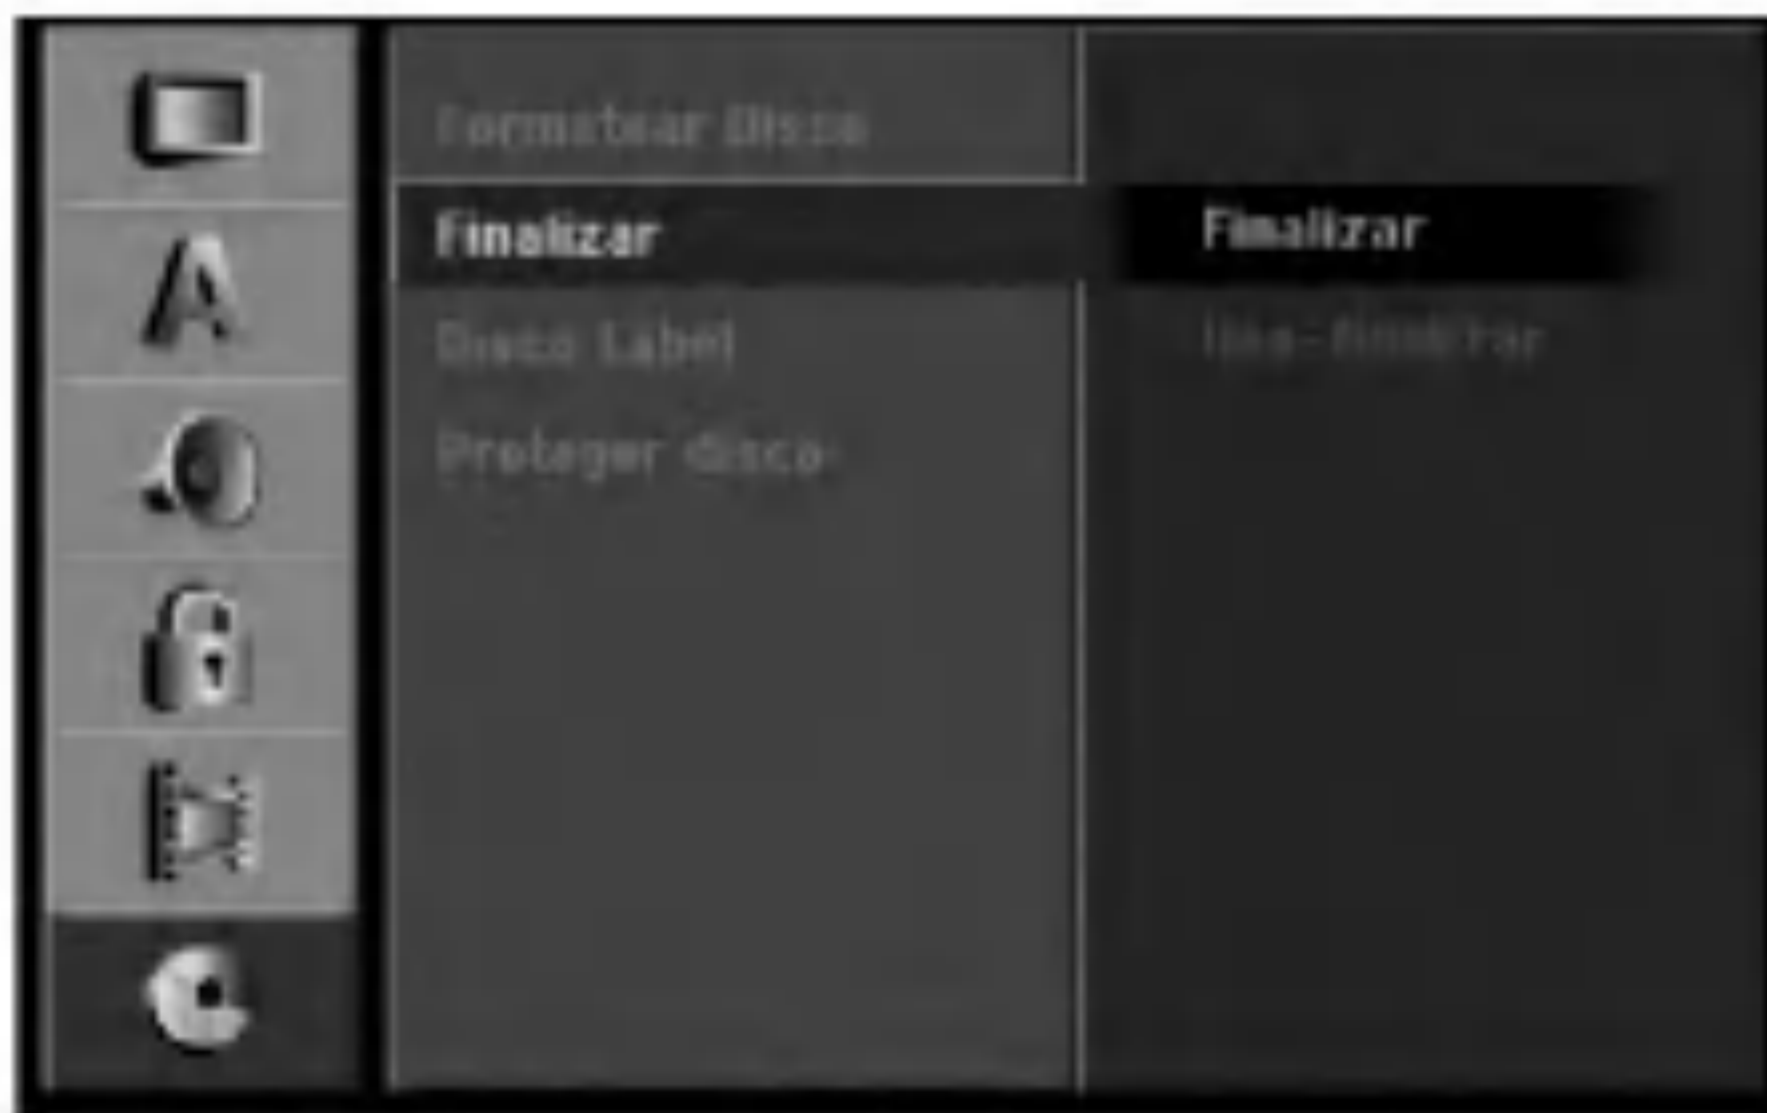 Formatear Disco
Finalizar
Disco Label
Proteger disco
Finalizar